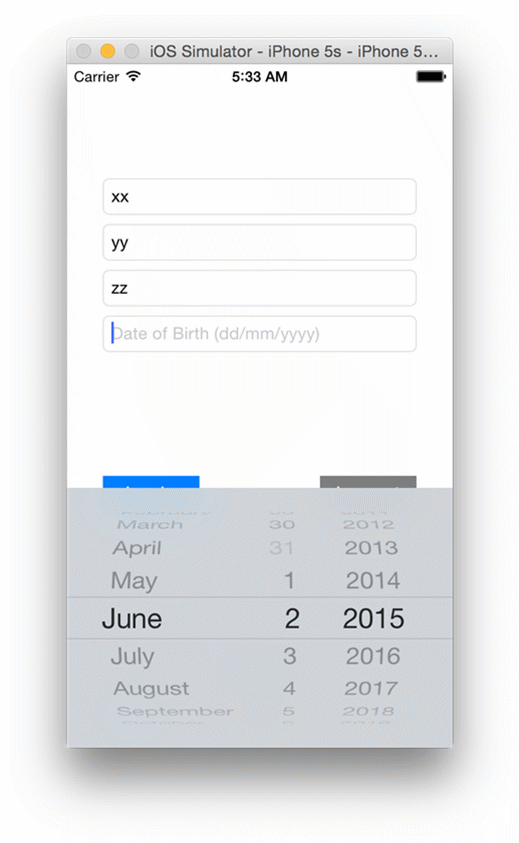 iOS Simulator - iPhone 5s - iPhone 5...
Carrier 5:33 AM
xx
yy
zz
Date of Birth (dd/mm/yyyy)
March 30 2012
April 31 2013
May 1 2014
June 2 2015
July 3 2016
August 4 2017
September 5 2018